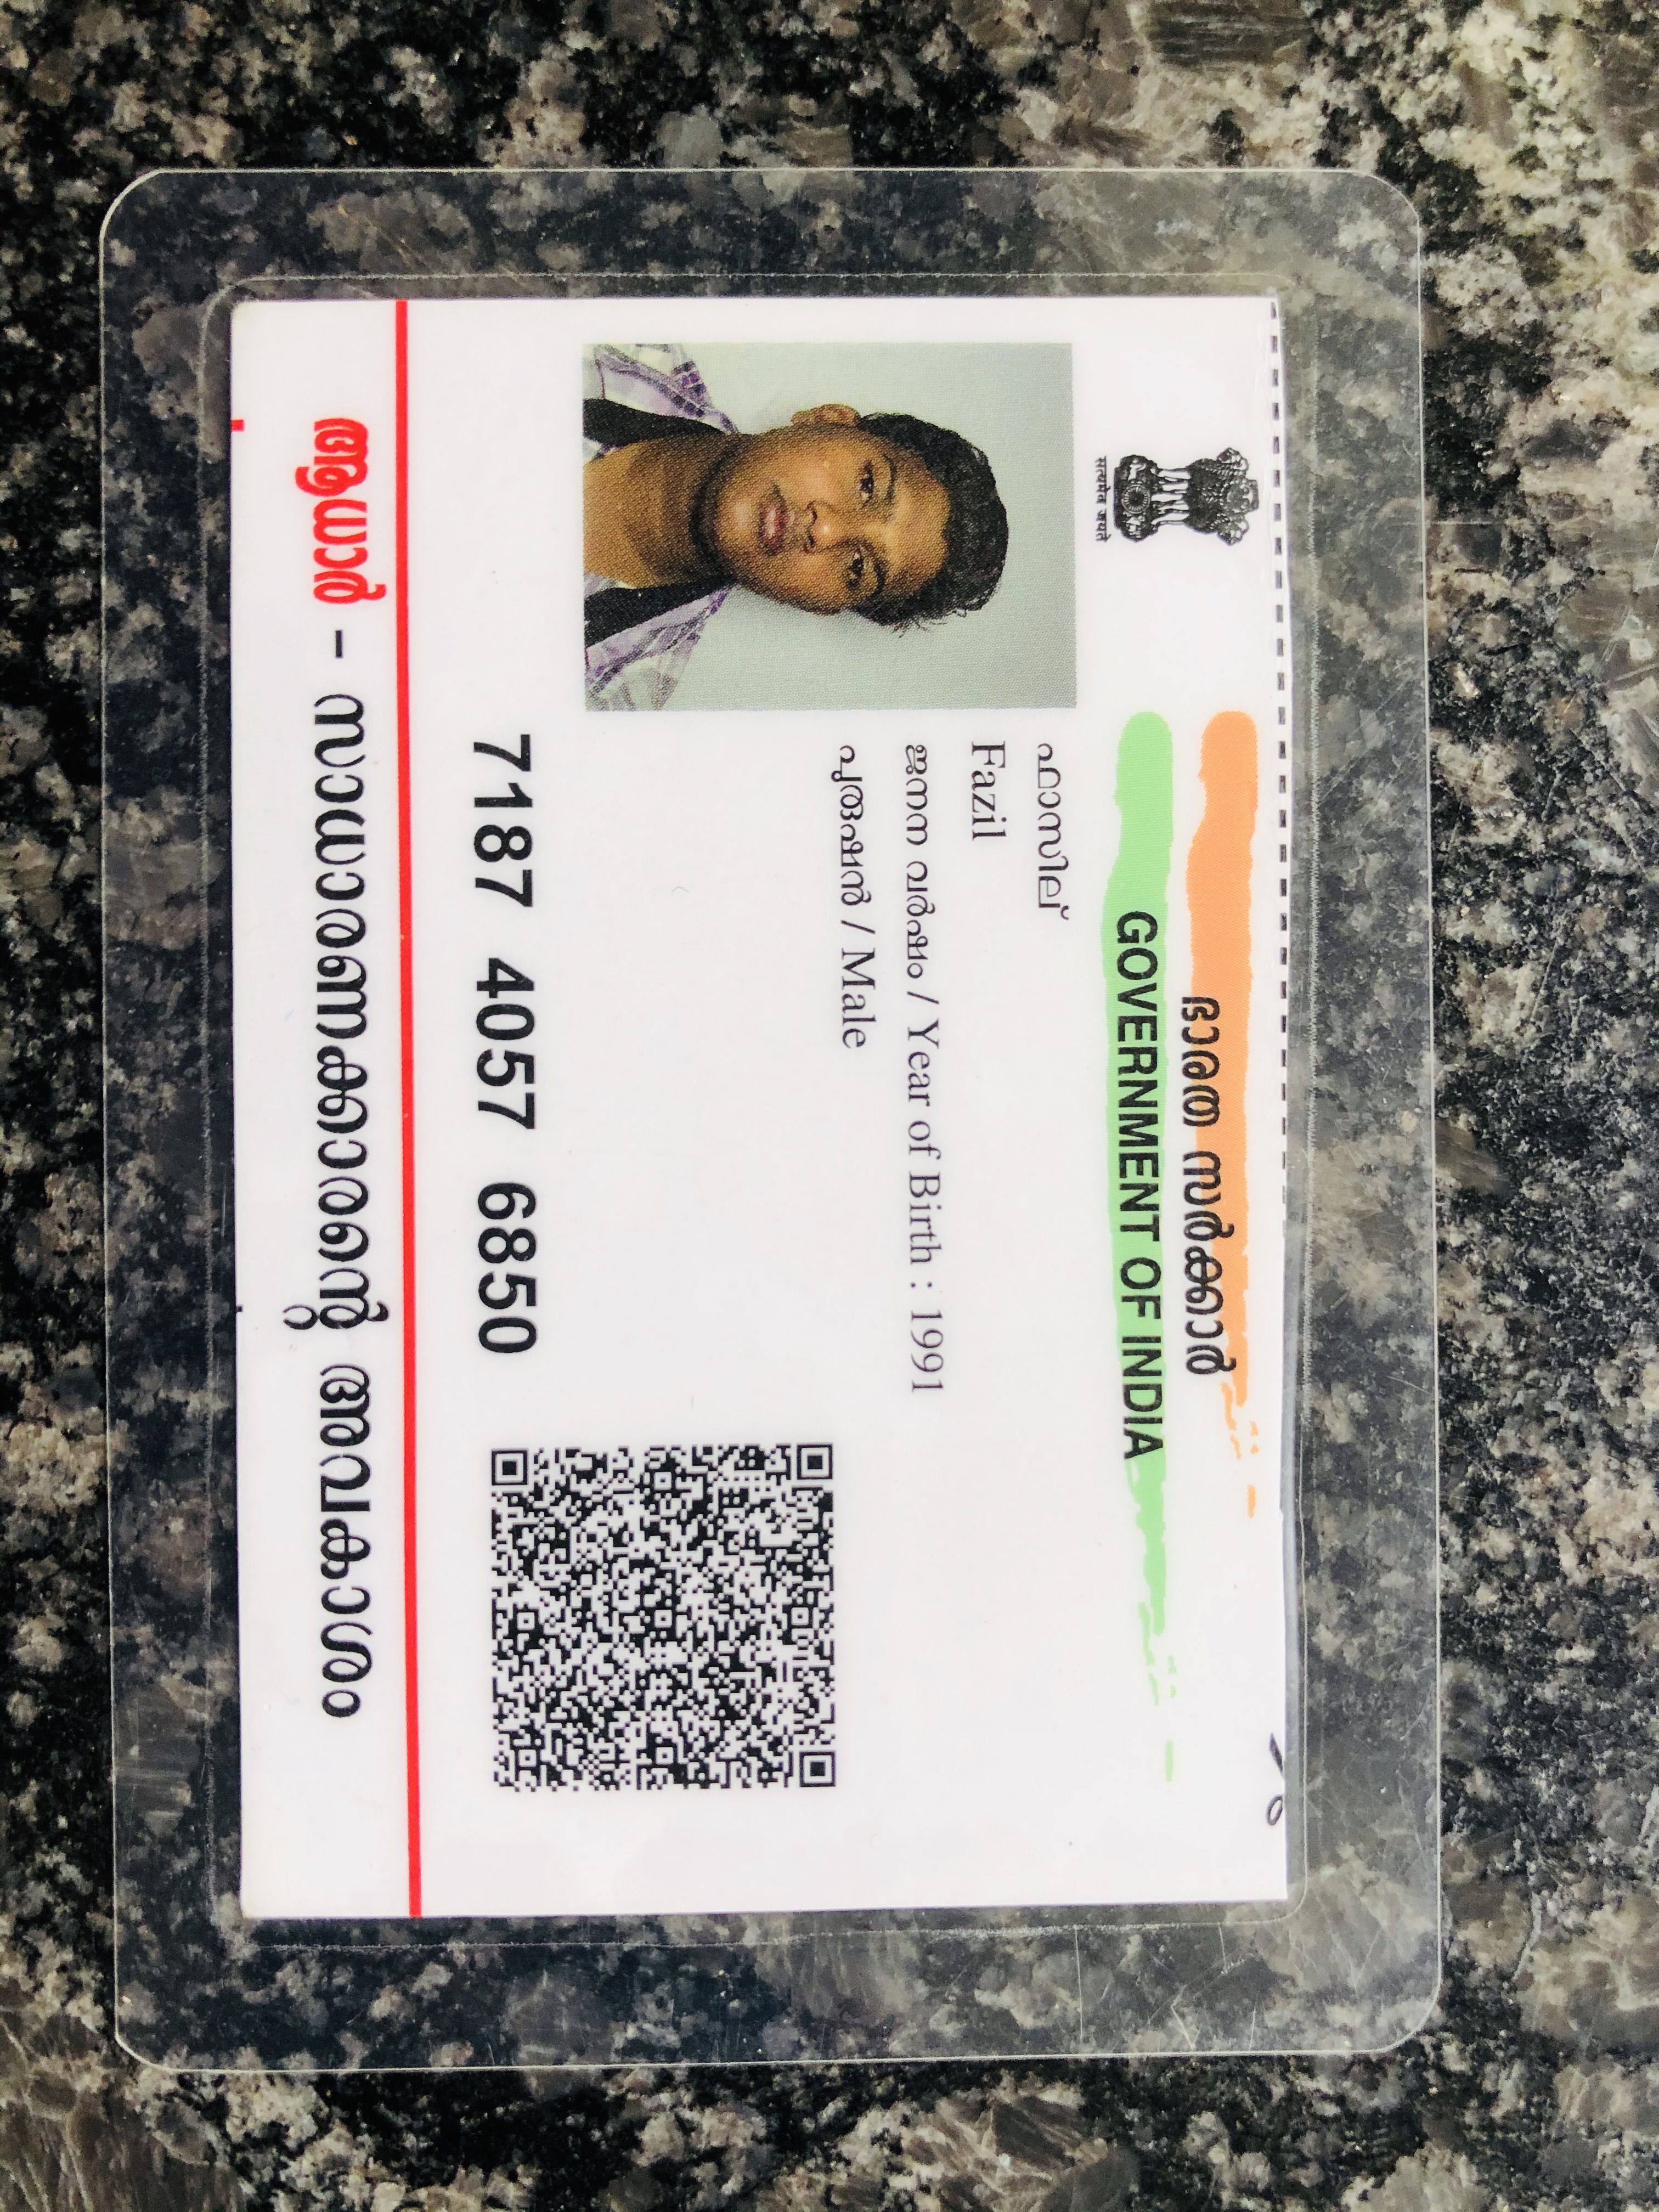 ഭാരത സർക്കാർ
GOVERNMENT OF INDIA
सत्यमेव जयते
ഫാസില്
Fazil
ജനന വർഷം / Year of Birth : 1991
പുരുഷൻ / Male
7187 4057 6850
ആധാർ - സാധാരണക്കാരന്റെ അവകാശം